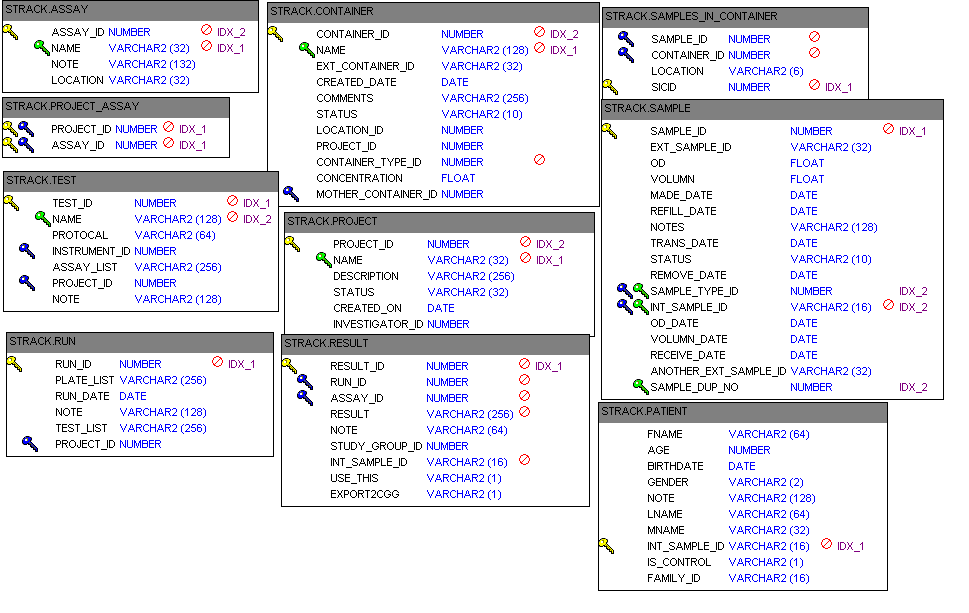 STRACK.ASSAY
ASSAY_ID NUMBER IDX_2
NAME VARCHAR2 (32) IDX_1
NOTE VARCHAR2 (132)
LOCATION VARCHAR2 (32)
STRACK.PROJECT_ASSAY
PROJECT_ID NUMBER IDX_1
ASSAY_ID NUMBER IDX_1
STRACK.TEST
TEST_ID NUMBER IDX_1
NAME VARCHAR2 (128) IDX_2
PROTOCAL VARCHAR2 (64)
INSTRUMENT_ID NUMBER
ASSAY_LIST VARCHAR2 (256)
PROJECT_ID NUMBER
NOTE VARCHAR2 (128)
STRACK.RUN
RUN_ID NUMBER IDX_1
PLATE_LIST VARCHAR2 (256)
RUN_DATE DATE
NOTE VARCHAR2 (128)
TEST_LIST VARCHAR2 (256)
PROJECT_ID NUMBER
STRACK.CONTAINER
CONTAINER_ID NUMBER IDX_2
NAME VARCHAR2 (128) IDX_1
EXT_CONTAINER_ID VARCHAR2 (32)
CREATED_DATE DATE
COMMENTS VARCHAR2 (256)
STATUS VARCHAR2 (10)
LOCATION_ID NUMBER
PROJECT_ID NUMBER
CONTAINER_TYPE_ID NUMBER
CONCENTRATION FLOAT
MOTHER_CONTAINER_ID NUMBER
STRACK.PROJECT
PROJECT_ID NUMBER IDX_2
NAME VARCHAR2 (32) IDX_1
DESCRIPTION VARCHAR2 (256)
STATUS VARCHAR2 (32)
CREATED_ON DATE
INVESTIGATOR_ID NUMBER
STRACK.RESULT
RESULT_ID NUMBER IDX_1
RUN_ID NUMBER
ASSAY_ID NUMBER
RESULT VARCHAR2 (256)
NOTE VARCHAR2 (64)
STUDY_GROUP_ID NUMBER
INT_SAMPLE_ID VARCHAR2 (16)
USE_THIS VARCHAR2 (1)
EXPORT2CGG VARCHAR2 (1)
STRACK.SAMPLES_IN_CONTAINER
SAMPLE_ID NUMBER
CONTAINER_ID NUMBER
LOCATION VARCHAR2 (6)
SICID NUMBER IDX_1
STRACK.SAMPLE
SAMPLE_ID NUMBER IDX_1
EXT_SAMPLE_ID VARCHAR2 (32)
OD FLOAT
VOLUMN FLOAT
MADE_DATE DATE
REFILL_DATE DATE
NOTES VARCHAR2 (128)
TRANS_DATE DATE
STATUS VARCHAR2 (10)
REMOVE_DATE DATE
SAMPLE_TYPE_ID NUMBER IDX_2
INT_SAMPLE_ID VARCHAR2 (16) IDX_2
OD_DATE DATE
VOLUMN_DATE DATE
RECEIVE_DATE DATE
ANOTHER_EXT_SAMPLE_ID VARCHAR2 (32)
SAMPLE_DUP_NO NUMBER IDX_2
STRACK.PATIENT
FNAME VARCHAR2 (64)
AGE NUMBER
BIRTHDATE DATE
GENDER VARCHAR2 (2)
NOTE VARCHAR2 (128)
LNAME VARCHAR2 (64)
MNAME VARCHAR2 (32)
INT_SAMPLE_ID VARCHAR2 (16) IDX_1
IS_CONTROL VARCHAR2 (1)
FAMILY_ID VARCHAR2 (16)